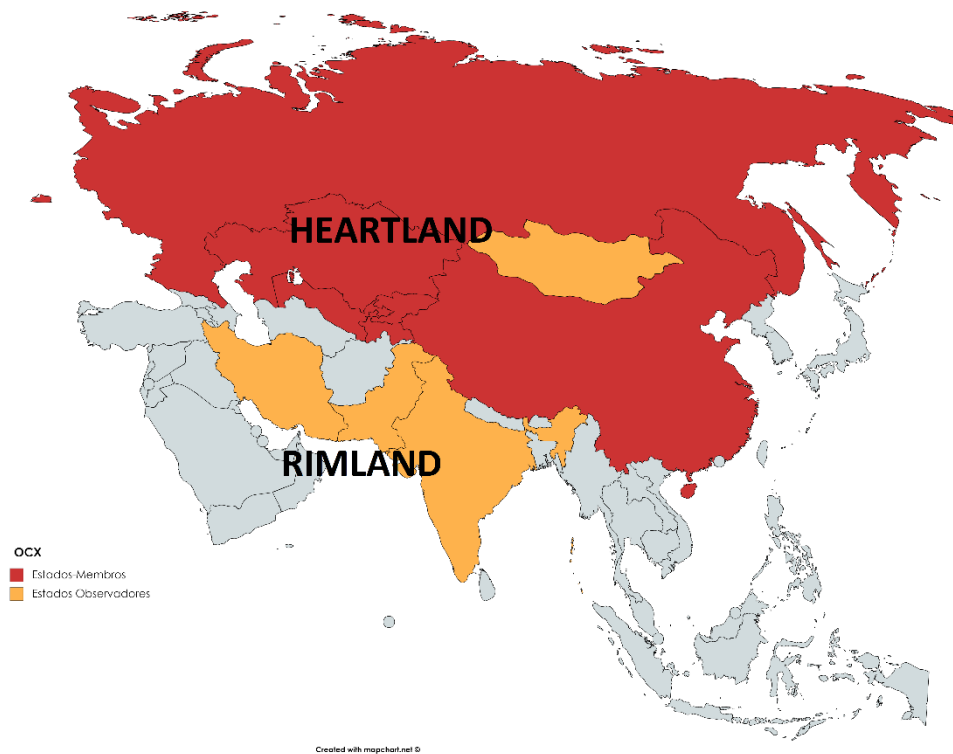 HEARTLAND
RIMLAND
OCX
Estados-Membros
Estados Observadores
Created with mapchart.net ©